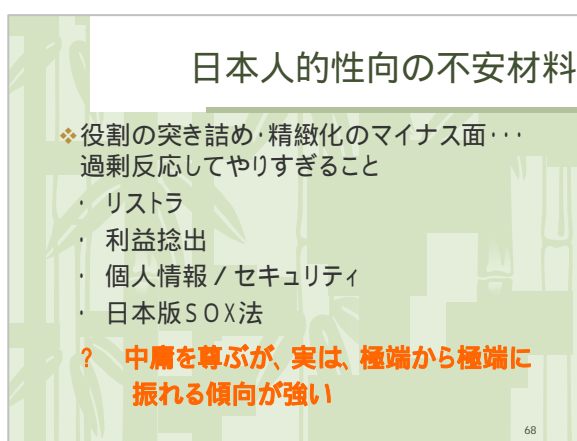 日本人的性向の不安材料
❖役割の突き詰め・精緻化のマイナス面･･･
過剰反応してやりすぎること
・ リストラ
・ 利益捻出
・ 個人情報／セキュリティ
・ 日本版ＳＯＸ法
? 中庸を尊ぶが、実は、極端から極端に
振れる傾向が強い
68